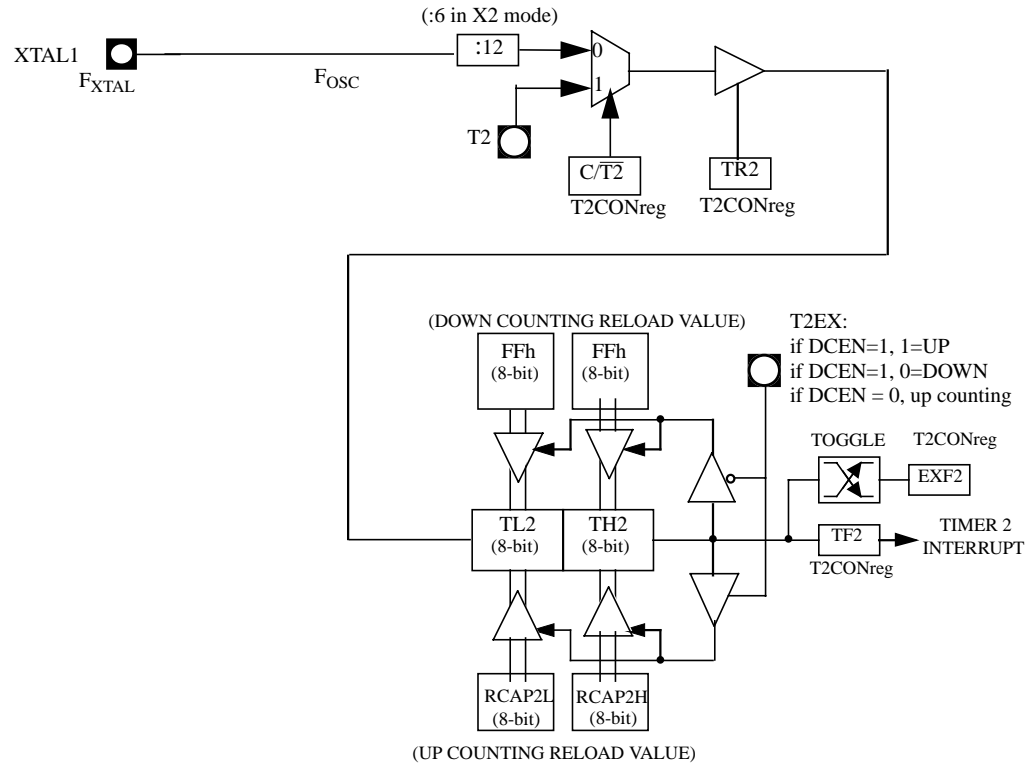 (:6 in X2 mode)
XTAL1
:12
0
FXTAL
FOSC
1
T2
C/T2
TR2
T2CONreg
T2CONreg
(DOWN COUNTING RELOAD VALUE)
T2EX:
if DCEN=1, 1=UP
if DCEN=1, 0=DOWN
if DCEN = 0, up counting
FFh
(8-bit)
FFh
(8-bit)
TOGGLE
T2CONreg
EXF2
TL2
(8-bit)
TH2
(8-bit)
TF2
T2CONreg
TIMER 2
INTERRUPT
RCAP2L
(8-bit)
RCAP2H
(8-bit)
(UP COUNTING RELOAD VALUE)